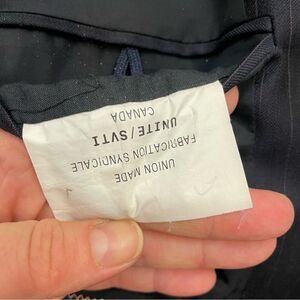 UNION MADE
FABRICATION SYNDICALE
UNITE/SVTI
CANADA